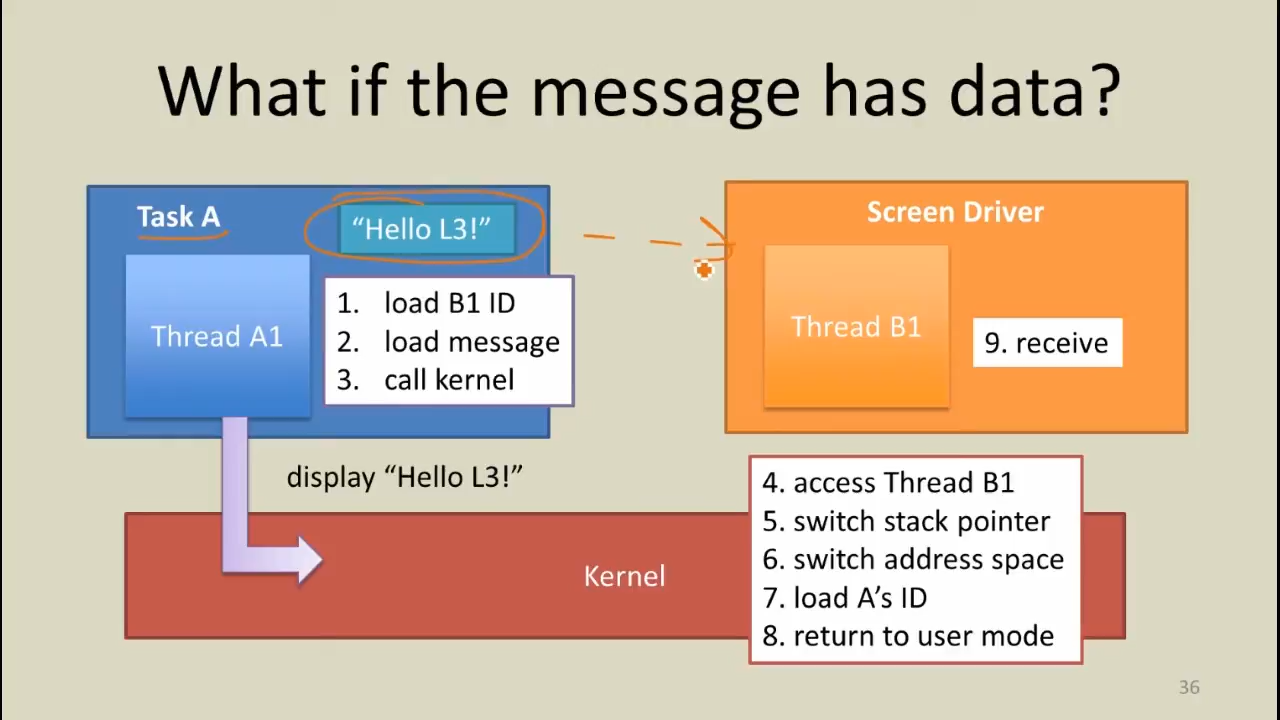 What if the message has data?
Task A
“Hello L3!”
Thread A1
1. load B1 ID
2. load message
3. call kernel
Screen Driver
Thread B1
9. receive
display “Hello L3!”
Kernel
4. access Thread B1
5. switch stack pointer
6. switch address space
7. load A’s ID
8. return to user mode
36